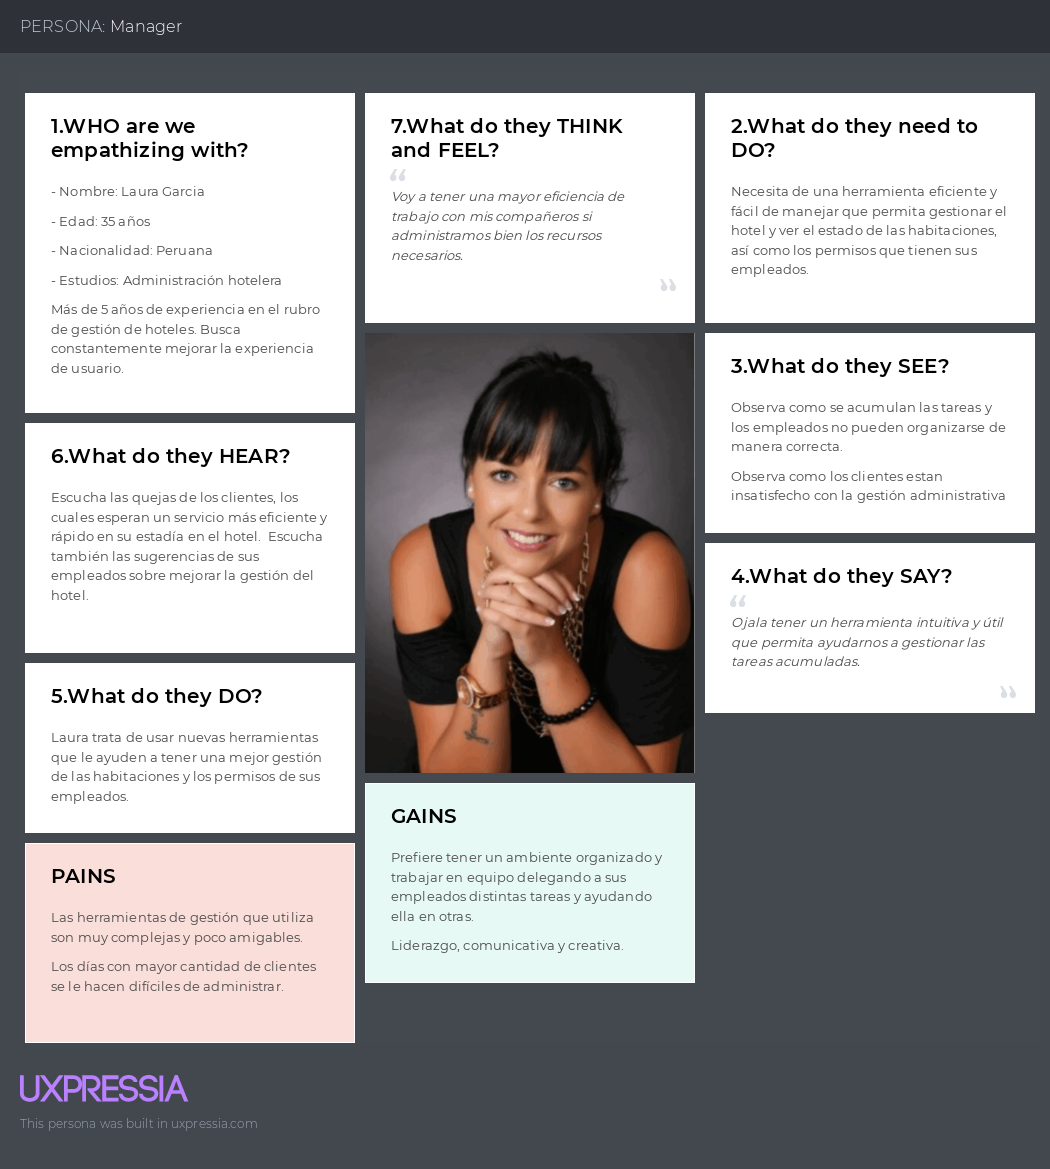 PERSONA: Manager
1.WHO are we
empathizing with?
- Nombre: Laura Garcia
- Edad: 35 años
- Nacionalidad: Peruana
- Estudios: Administración hotelera
Más de 5 años de experiencia en el rubro
de gestión de hoteles. Busca
constantemente mejorar la experiencia
de usuario.
6.What do they HEAR?
Escucha las quejas de los clientes, los
cuales esperan un servicio más eficiente y
rápido en su estadía en el hotel.  Escucha
también las sugerencias de sus
empleados sobre mejorar la gestión del
hotel.
5.What do they DO?
Laura trata de usar nuevas herramientas
que le ayuden a tener una mejor gestión
de las habitaciones y los permisos de sus
empleados.
PAINS
Las herramientas de gestión que utiliza
son muy complejas y poco amigables.
Los días con mayor cantidad de clientes
se le hacen difíciles de administrar.
7.What do they THINK
and FEEL?
“
Voy a tener una mayor eficiencia de
trabajo con mis compañeros si
administramos bien los recursos
necesarios.
”
GAINS
Prefiere tener un ambiente organizado y
trabajar en equipo delegando a sus
empleados distintas tareas y ayudando
ella en otras.
Liderazgo, comunicativa y creativa.
2.What do they need to
DO?
Necesita de una herramienta eficiente y
fácil de manejar que permita gestionar el
hotel y ver el estado de las habitaciones,
así como los permisos que tienen sus
empleados.
3.What do they SEE?
Observa como se acumulan las tareas y
los empleados no pueden organizarse de
manera correcta.
Observa como los clientes estan
insatisfecho con la gestión administrativa
4.What do they SAY?
“
Ojala tener un herramienta intuitiva y útil
que permita ayudarnos a gestionar las
tareas acumuladas.
”
UXPRESSIA
This persona was built in uxpressia.com